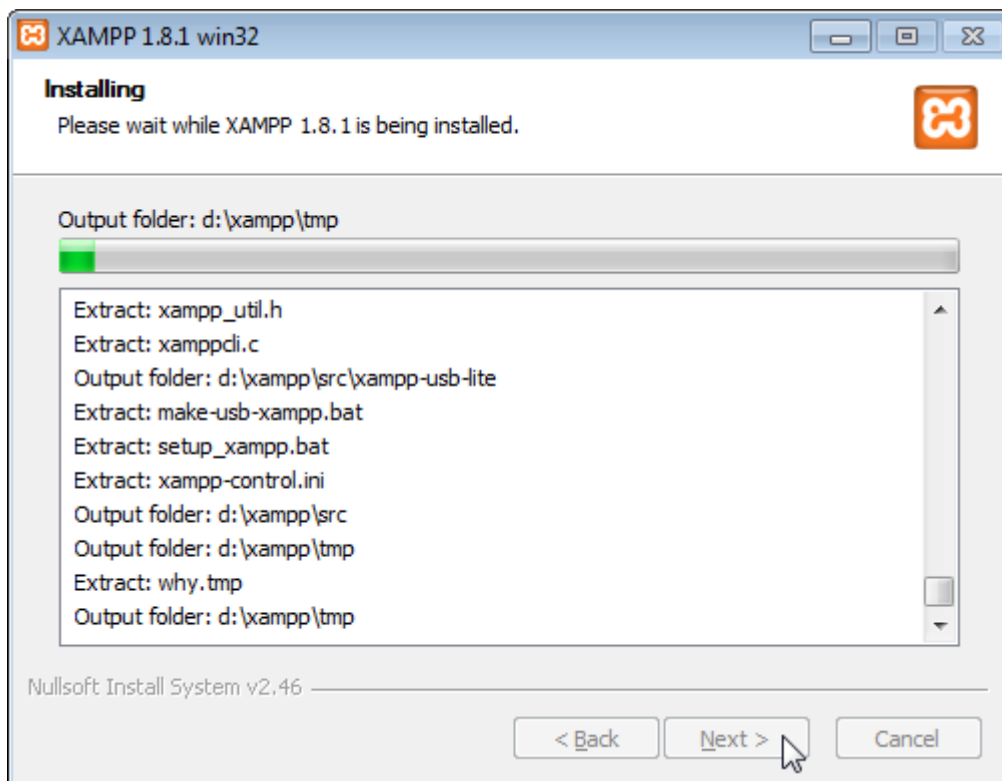 XAMPP 1.8.1 win32
Installing
Please wait while XAMPP 1.8.1 is being installed.
Output folder: d:\xampp\tmp
Extract: xampp_util.h
Extract: xamppcli.c
Output folder: d:\xampp\src\xampp-usb-lite
Extract: make-usb-xampp.bat
Extract: setup_xampp.bat
Extract: xampp-control.ini
Output folder: d:\xampp\src
Output folder: d:\xampp\tmp
Extract: why.tmp
Output folder: d:\xampp\tmp
Nullsoft Install System v2.46
< Back Next > Cancel